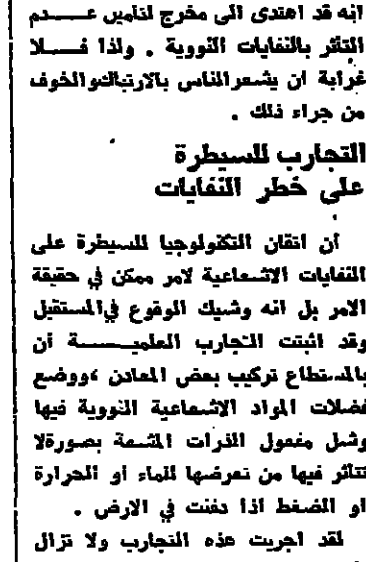 انه قد اهتدى الى مخرج لتامين عـــدم
التأثر بالنفايات النووية . ولذا فـــلا
غرابة ان يشعر الناس بالارتباك والخوف
من جراء ذلك .
التجارب للسيطرة
على خطر النفايات
أن اتقان التكنولوجيا للسيطرة على
النفايات الاشعاعية لامر ممكن في حقيقة
الامر بل انه وشيك الوقوع في المستقبل
وقد اثبتت التجارب العلميـــة أن
بالمستطاع تركيب بعض المعادن ،ووضع
فضلات المواد الاشعاعية النووية فيها
وشل مفعول الذرات المشعة بصورة لا
تتاثر فيها من تعرضها للماء أو الحرارة
او الضغط اذا دفنت في الارض .
لقد اجريت هذه التجارب ولا تزال